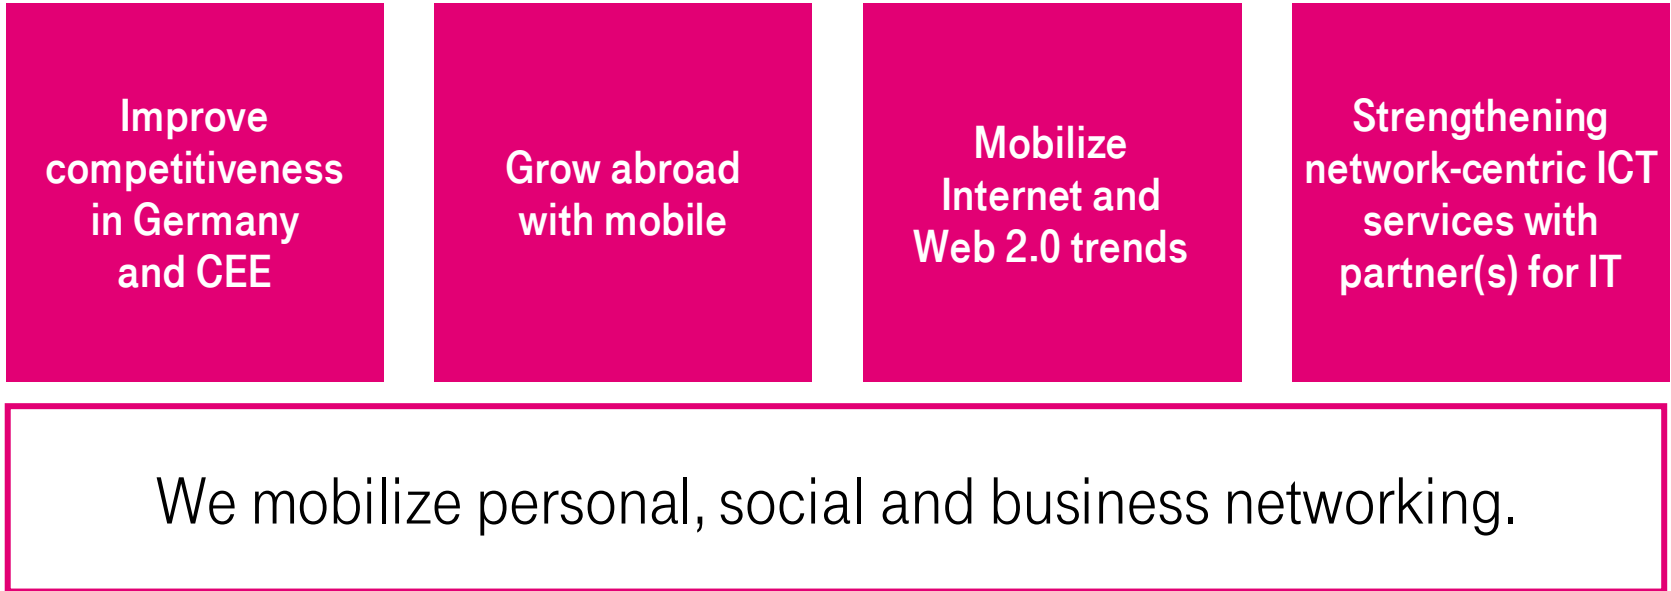 Improve
competitiveness
in Germany
and CEE
Grow abroad
with mobile
Mobilize
Internet and
Web 2.0 trends
Strengthening
network-centric ICT
services with
partner(s) for IT
We mobilize personal, social and business networking.